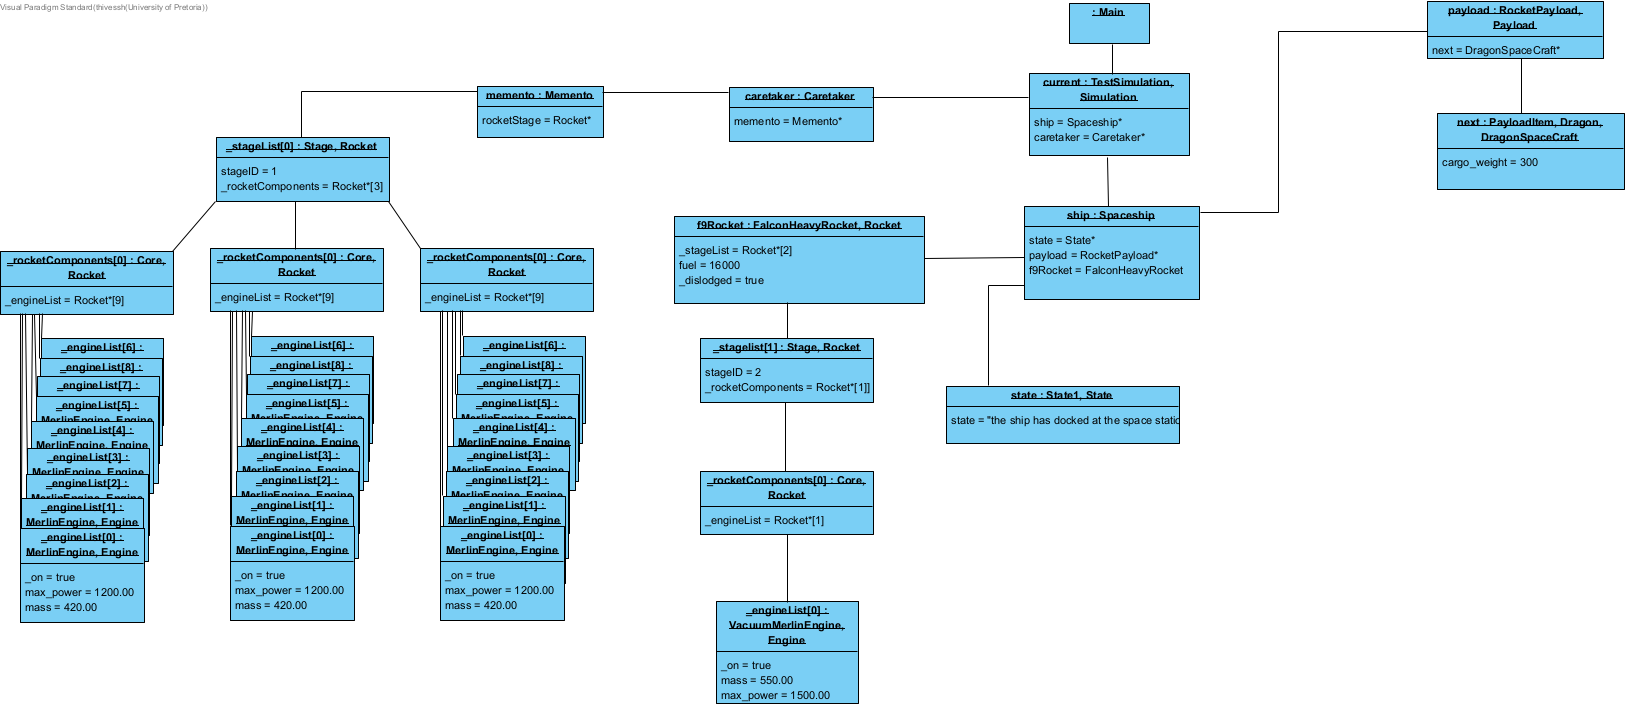 Visual Paradigm Standard(thivessh(University of Pretoria))
: Main
payload : RocketPayload,
Payload
next = DragonSpaceCraft*
current : TestSimulation,
Simulation
ship = Spaceship*
caretaker = Caretaker*
memento : Memento
rocketStage = Rocket*
caretaker : Caretaker
memento = Memento*
next : PayloadItem, Dragon,
DragonSpaceCraft
cargo_weight = 300
_stageList[0] : Stage, Rocket
stageID = 1
_rocketComponents = Rocket*[3]
ship : Spaceship
state = State*
payload = RocketPayload*
f9Rocket = FalconHeavyRocket
f9Rocket : FalconHeavyRocket, Rocket
_stageList = Rocket*[2]
fuel = 16000
_dislodged = true
_rocketComponents[0] : Core,
Rocket
_engineList = Rocket*[9]
_rocketComponents[0] : Core,
Rocket
_engineList = Rocket*[9]
_rocketComponents[0] : Core,
Rocket
_engineList = Rocket*[9]
_stagelist[1] : Stage, Rocket
stageID = 2
_rocketComponents = Rocket*[1]]
state : State1, State
state = "the ship has docked at the space static
_engineList[6] :
_engineList[8] :
_engineList[7] :
_engineList[5] :
MerlinEngine, Engine
_engineList[4] :
MerlinEngine, Engine
_engineList[3] :
MerlinEngine, Engine
_engineList[2] :
MerlinEngine, Engine
_engineList[1] :
MerlinEngine, Engine
_engineList[0] :
MerlinEngine, Engine
_on = true
max_power = 1200.00
mass = 420.00
_engineList[6] :
_engineList[8] :
_engineList[7] :
_engineList[5] :
MerlinEngine, Engine
_engineList[4] :
MerlinEngine, Engine
_engineList[3] :
MerlinEngine, Engine
_engineList[2] :
MerlinEngine, Engine
_engineList[1] :
MerlinEngine, Engine
_engineList[0] :
MerlinEngine, Engine
_on = true
max_power = 1200.00
mass = 420.00
_engineList[6] :
_engineList[8] :
_engineList[7] :
_engineList[5] :
MerlinEngine, Engine
_engineList[4] :
MerlinEngine, Engine
_engineList[3] :
MerlinEngine, Engine
_engineList[2] :
MerlinEngine, Engine
_engineList[1] :
MerlinEngine, Engine
_engineList[0] :
MerlinEngine, Engine
_on = true
max_power = 1200.00
mass = 420.00
_rocketComponents[0] : Core,
Rocket
_engineList = Rocket*[1]
_engineList[0] :
VacuumMerlinEngine,
Engine
_on = true
mass = 550.00
max_power = 1500.00